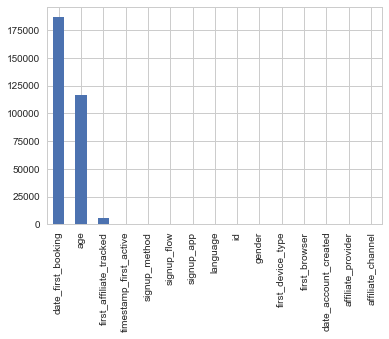 175000
150000
125000
100000
75000
50000
25000
0
date_first_booking
age
first_affiliate_tracked
timestamp_first_active
signup_method
signup_flow
signup_app
language
id
gender
first_device_type
first_browser
date_account_created
affiliate_provider
affiliate_channel